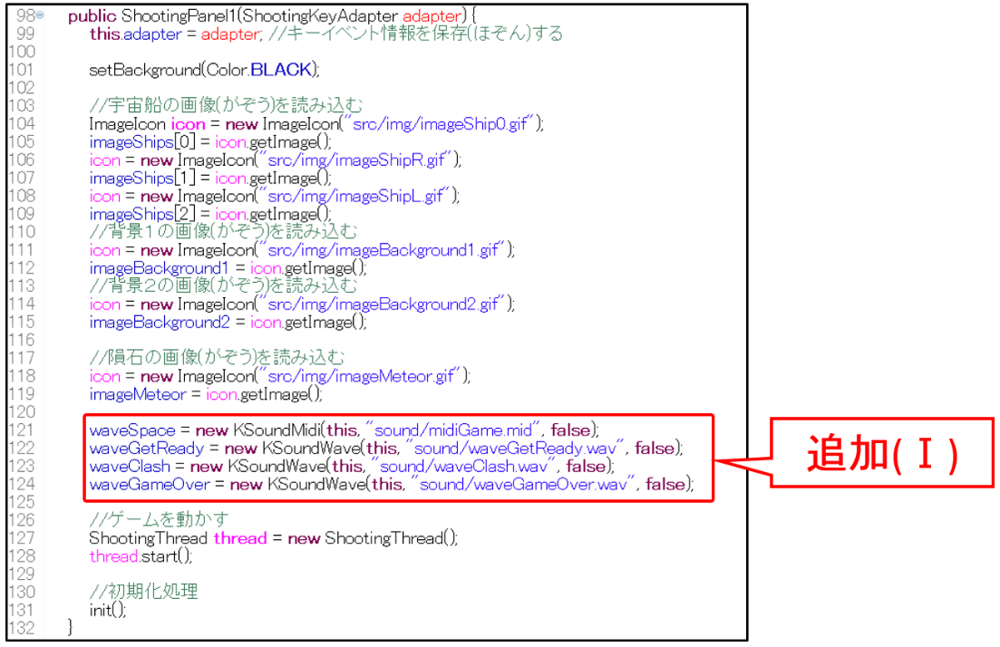 98 public ShootingPanel1(ShootingKeyAdapter adapter) {
99 this.adapter = adapter; //キーイベント情報を保存(ほぞん)する
100
101 setBackground(Color.BLACK);
102
103 //宇宙船の画像(がぞう)を読み込む
104 ImageIcon icon = new ImageIcon("src/img/imageShip0.gif");
105 imageShips[0] = icon.getImage();
106 icon = new ImageIcon("src/img/imageShipR.gif");
107 imageShips[1] = icon.getImage();
108 icon = new ImageIcon("src/img/imageShipL.gif");
109 imageShips[2] = icon.getImage();
110 //背景１の画像(がぞう)を読み込む
111 icon = new ImageIcon("src/img/imageBackground1.gif");
112 imageBackground1 = icon.getImage();
113 //背景２の画像(がぞう)を読み込む
114 icon = new ImageIcon("src/img/imageBackground2.gif");
115 imageBackground2 = icon.getImage();
116
117 //隕石の画像(がぞう)を読み込む
118 icon = new ImageIcon("src/img/imageMeteor.gif");
119 imageMeteor = icon.getImage();
120
121 waveSpace = new KSoundMidi(this, "sound/midiGame.mid", false);
122 waveGetReady = new KSoundWave(this, "sound/waveGetReady.wav", false);
123 waveClash = new KSoundWave(this, "sound/waveClash.wav", false);
124 waveGameOver = new KSoundWave(this, "sound/waveGameOver.wav", false);
125
126 //ゲームを動かす
127 ShootingThread thread = new ShootingThread();
128 thread.start();
129
130 //初期化処理
131 init();
132 }
追加(Ⅰ)